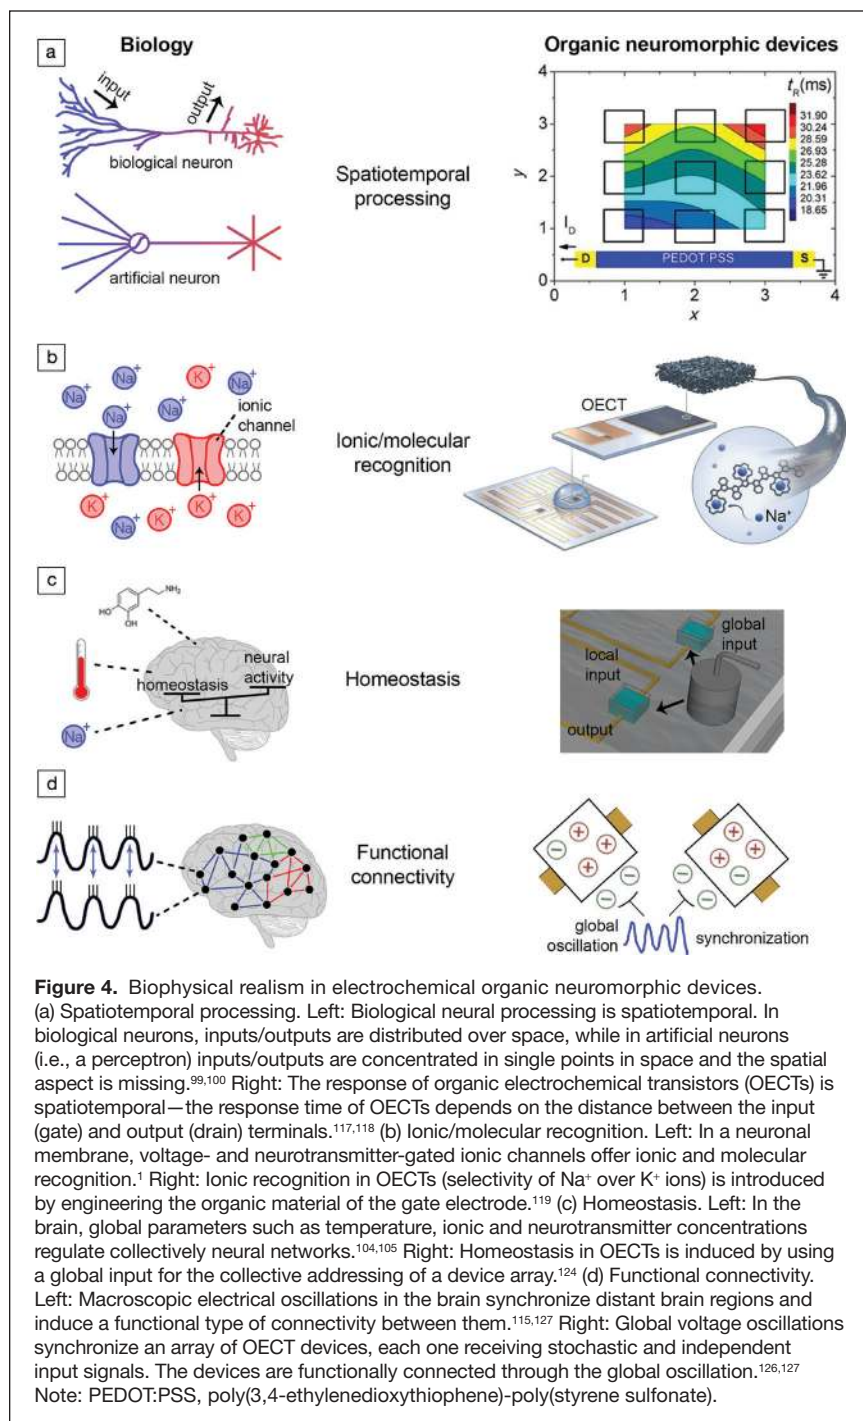 Biology
Organic neuromorphic devices
a
input
output
biological neuron
artificial neuron
Spatiotemporal
processing
4
3
2
1
0
y
0
1
2
3
4
x
tR(ms)
31.90
30.24
28.59
26.93
25.28
23.62
21.96
20.31
18.65
ID
D
PEDOT:PSS
S
b
Na+
K+
Na+
Na+
Na+
ionic
channel
Na+
K+
K+
Na+
K+
K+
Ionic/molecular
recognition
OECT
Na+
c
NH2
HO
OH
homeostasis
neural
activity
Na+
Homeostasis
global
input
local
input
output
d
Functional
connectivity
global
oscillation
synchronization
Figure 4. Biophysical realism in electrochemical organic neuromorphic devices.
(a) Spatiotemporal processing. Left: Biological neural processing is spatiotemporal. In
biological neurons, inputs/outputs are distributed over space, while in artificial neurons
(i.e., a perceptron) inputs/outputs are concentrated in single points in space and the spatial
aspect is missing.99,100 Right: The response of organic electrochemical transistors (OECTs) is
spatiotemporal—the response time of OECTs depends on the distance between the input
(gate) and output (drain) terminals.117,118 (b) Ionic/molecular recognition. Left: In a neuronal
membrane, voltage- and neurotransmitter-gated ionic channels offer ionic and molecular
recognition.1 Right: Ionic recognition in OECTs (selectivity of Na+ over K+ ions) is introduced
by engineering the organic material of the gate electrode.119 (c) Homeostasis. Left: In the
brain, global parameters such as temperature, ionic and neurotransmitter concentrations
regulate collectively neural networks.104,105 Right: Homeostasis in OECTs is induced by using
a global input for the collective addressing of a device array.124 (d) Functional connectivity.
Left: Macroscopic electrical oscillations in the brain synchronize distant brain regions and
induce a functional type of connectivity between them.115,127 Right: Global voltage oscillations
synchronize an array of OECT devices, each one receiving stochastic and independent
input signals. The devices are functionally connected through the global oscillation.126,127
Note: PEDOT:PSS, poly(3,4-ethylenedioxythiophene)-poly(styrene sulfonate).